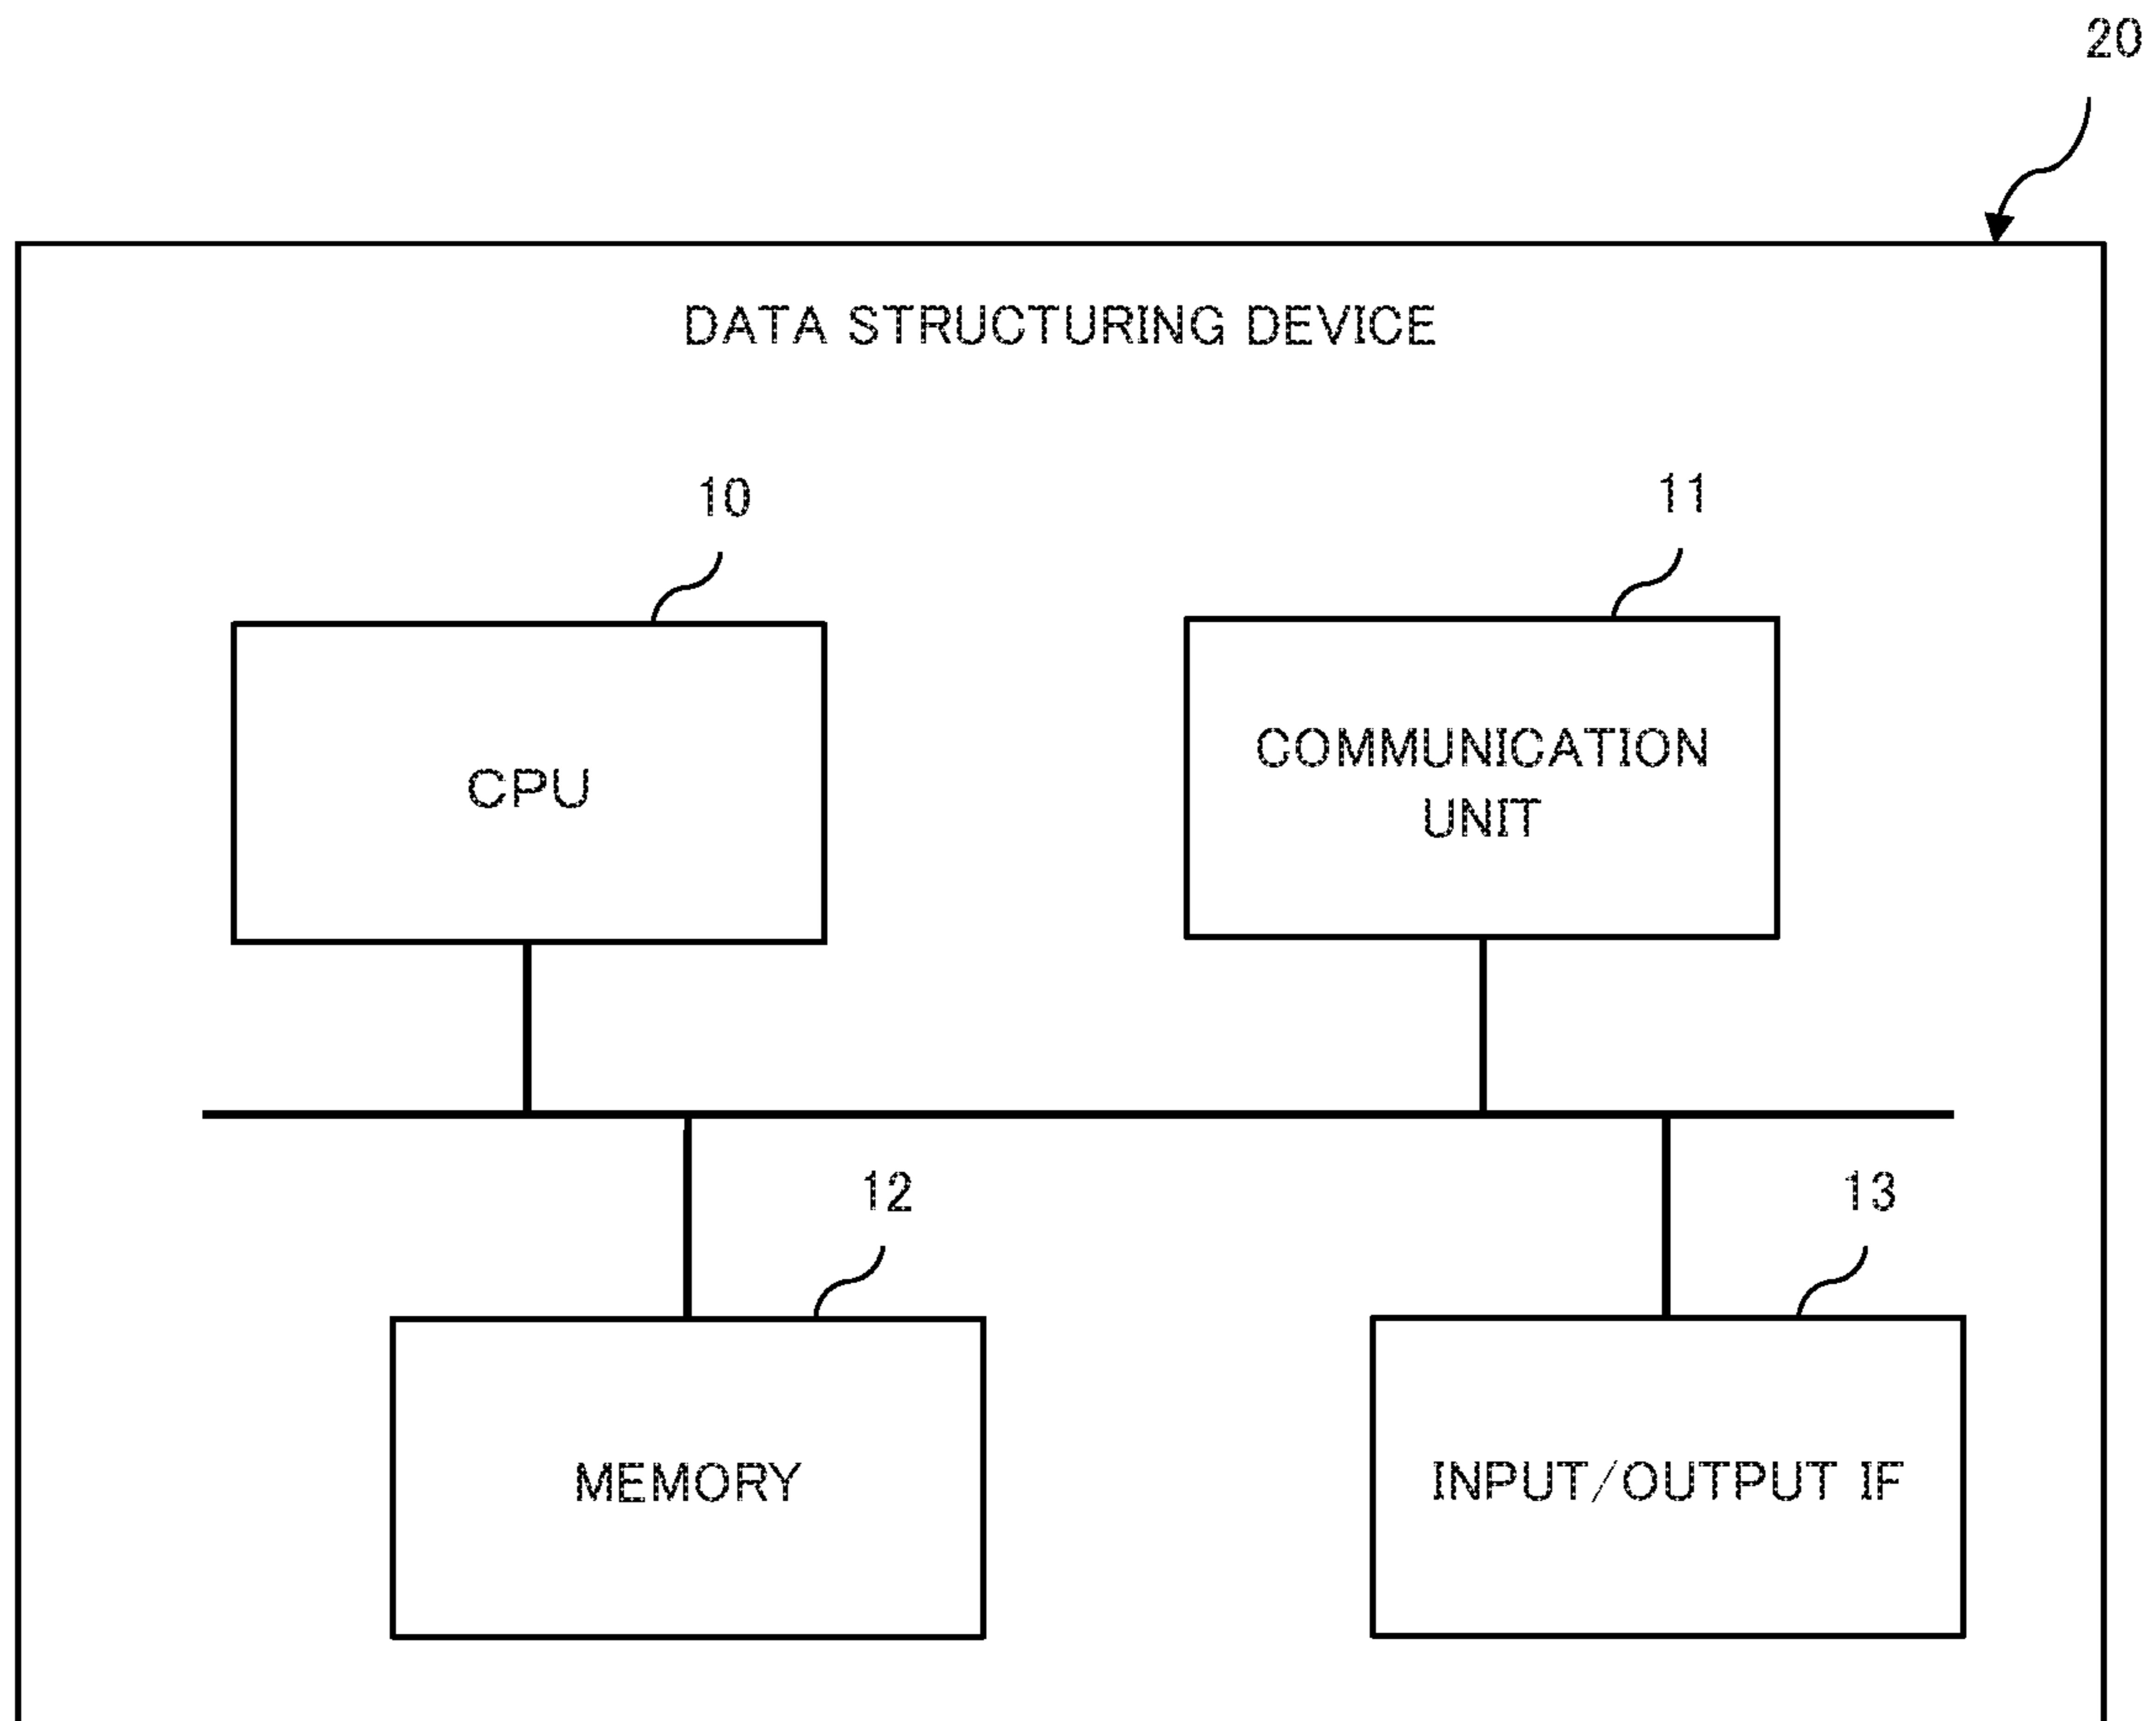 20
DATA STRUCTURING DEVICE
10
11
CPU
COMMUNICATION
UNIT
12
13
MEMORY
INPUT/OUTPUT IF